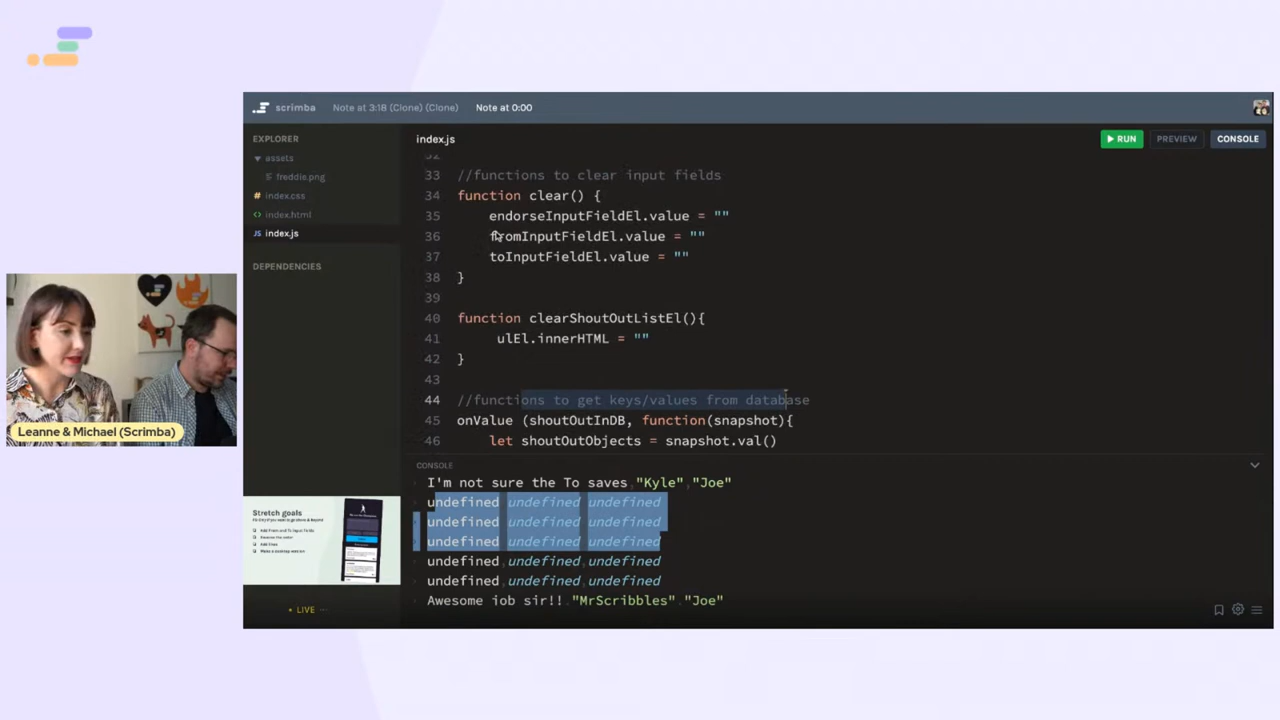 scrimba
Note at 3:18 (Clone) (Clone)
Note at 0:00
EXPLORER
assets
freddie.png
index.css
index.html
JS index.js
DEPENDENCIES
index.js
RUN
PREVIEW
CONSOLE
32
33 //functions to clear input fields
34 function clear() {
35 endorseInputFieldEl.value = ""
36 fromInputFieldEl.value = ""
37 toInputFieldEl.value = ""
38 }
39
40 function clearShoutOutListEl(){
41 ulEl.innerHTML = ""
42 }
43
44 //functions to get keys/values from database
45 onValue (shoutOutInDB, function(snapshot){
46 let shoutOutObjects = snapshot.val()
CONSOLE
I'm not sure the To saves,"Kyle","Joe"
undefined undefined undefined
undefined undefined undefined
undefined undefined undefined
undefined,undefined,undefined
undefined,undefined,undefined
Awesome job sir!!,"MrScribbles","Joe"
Leanne & Michael (Scrimba)
Stretch goals
LIVE